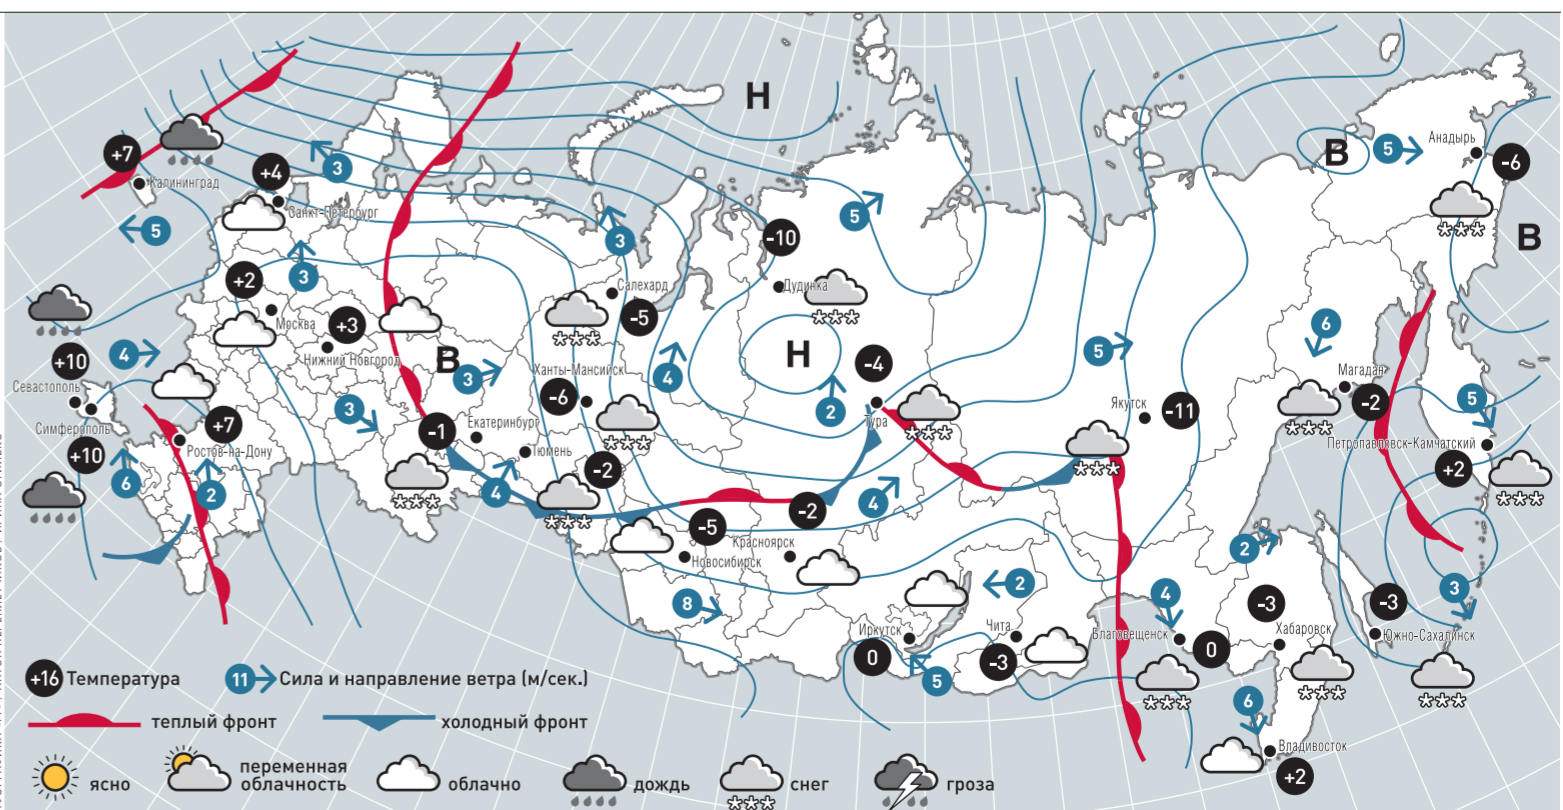 Н
В
5
Анадырь
-6
+7
Калининград
+4
3
Санкт-Петербург
5
5
3
-10
В
+2
3
Москва
+3
Нижний Новгород
Салехард
-5
Дудинка
6
+10
Севастополь
4
В
3
Ханты-Мансийск
-6
4
Н
-4
2
Тура
5
Якутск
-11
Магадан
-2
5
Симферополь
+10
+7
Ростов-на-Дону
3
-1
Екатеринбург
Тюмень
Петропавловск-Камчатский
+2
6
2
4
-2
-5
Новосибирск
-2
Красноярск
4
2
8
Иркутск
0
5
2
Чита
-3
4
Благовещенск
0
-3
Хабаровск
-3
Южно-Сахалинск
3
6
Владивосток
+2
+16 Температура
11 Сила и направление ветра (м/сек.)
теплый фронт
холодный фронт
ясно
переменная
облачность
облачно
дождь
снег
гроза